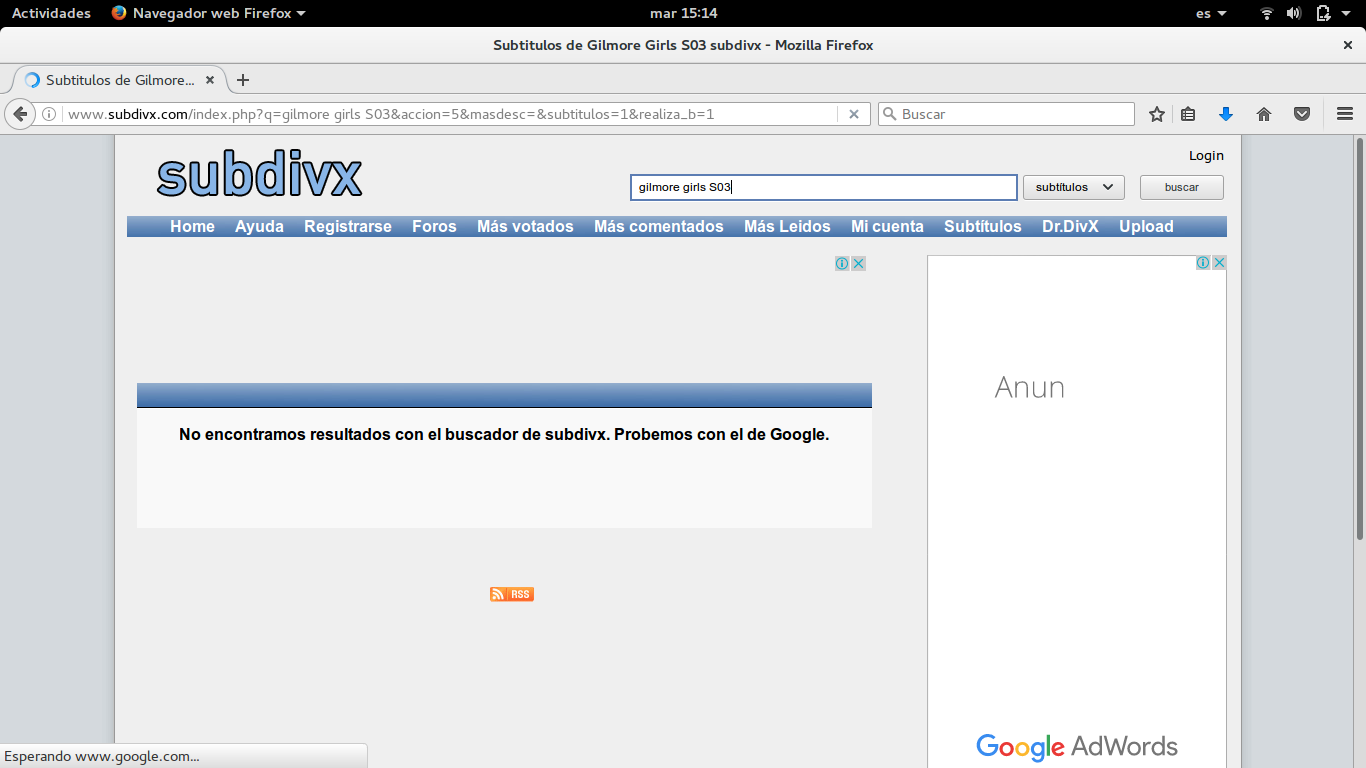 Actividades Navegador web Firefox mar 15:14 es
Subtitulos de Gilmore Girls S03 subdivx - Mozilla Firefox
Subtitulos de Gilmore...
www.subdivx.com/index.php?q=gilmore girls S03&accion=5&masdesc=&subtitulos=1&realiza_b=1 Buscar
subdivx
Login
gilmore girls S03 subtítulos buscar
Home Ayuda Registrarse Foros Más votados Más comentados Más Leidos Mi cuenta Subtítulos Dr.DivX Upload
Anun
No encontramos resultados con el buscador de subdivx. Probemos con el de Google.
RSS
Google AdWords
Esperando www.google.com...